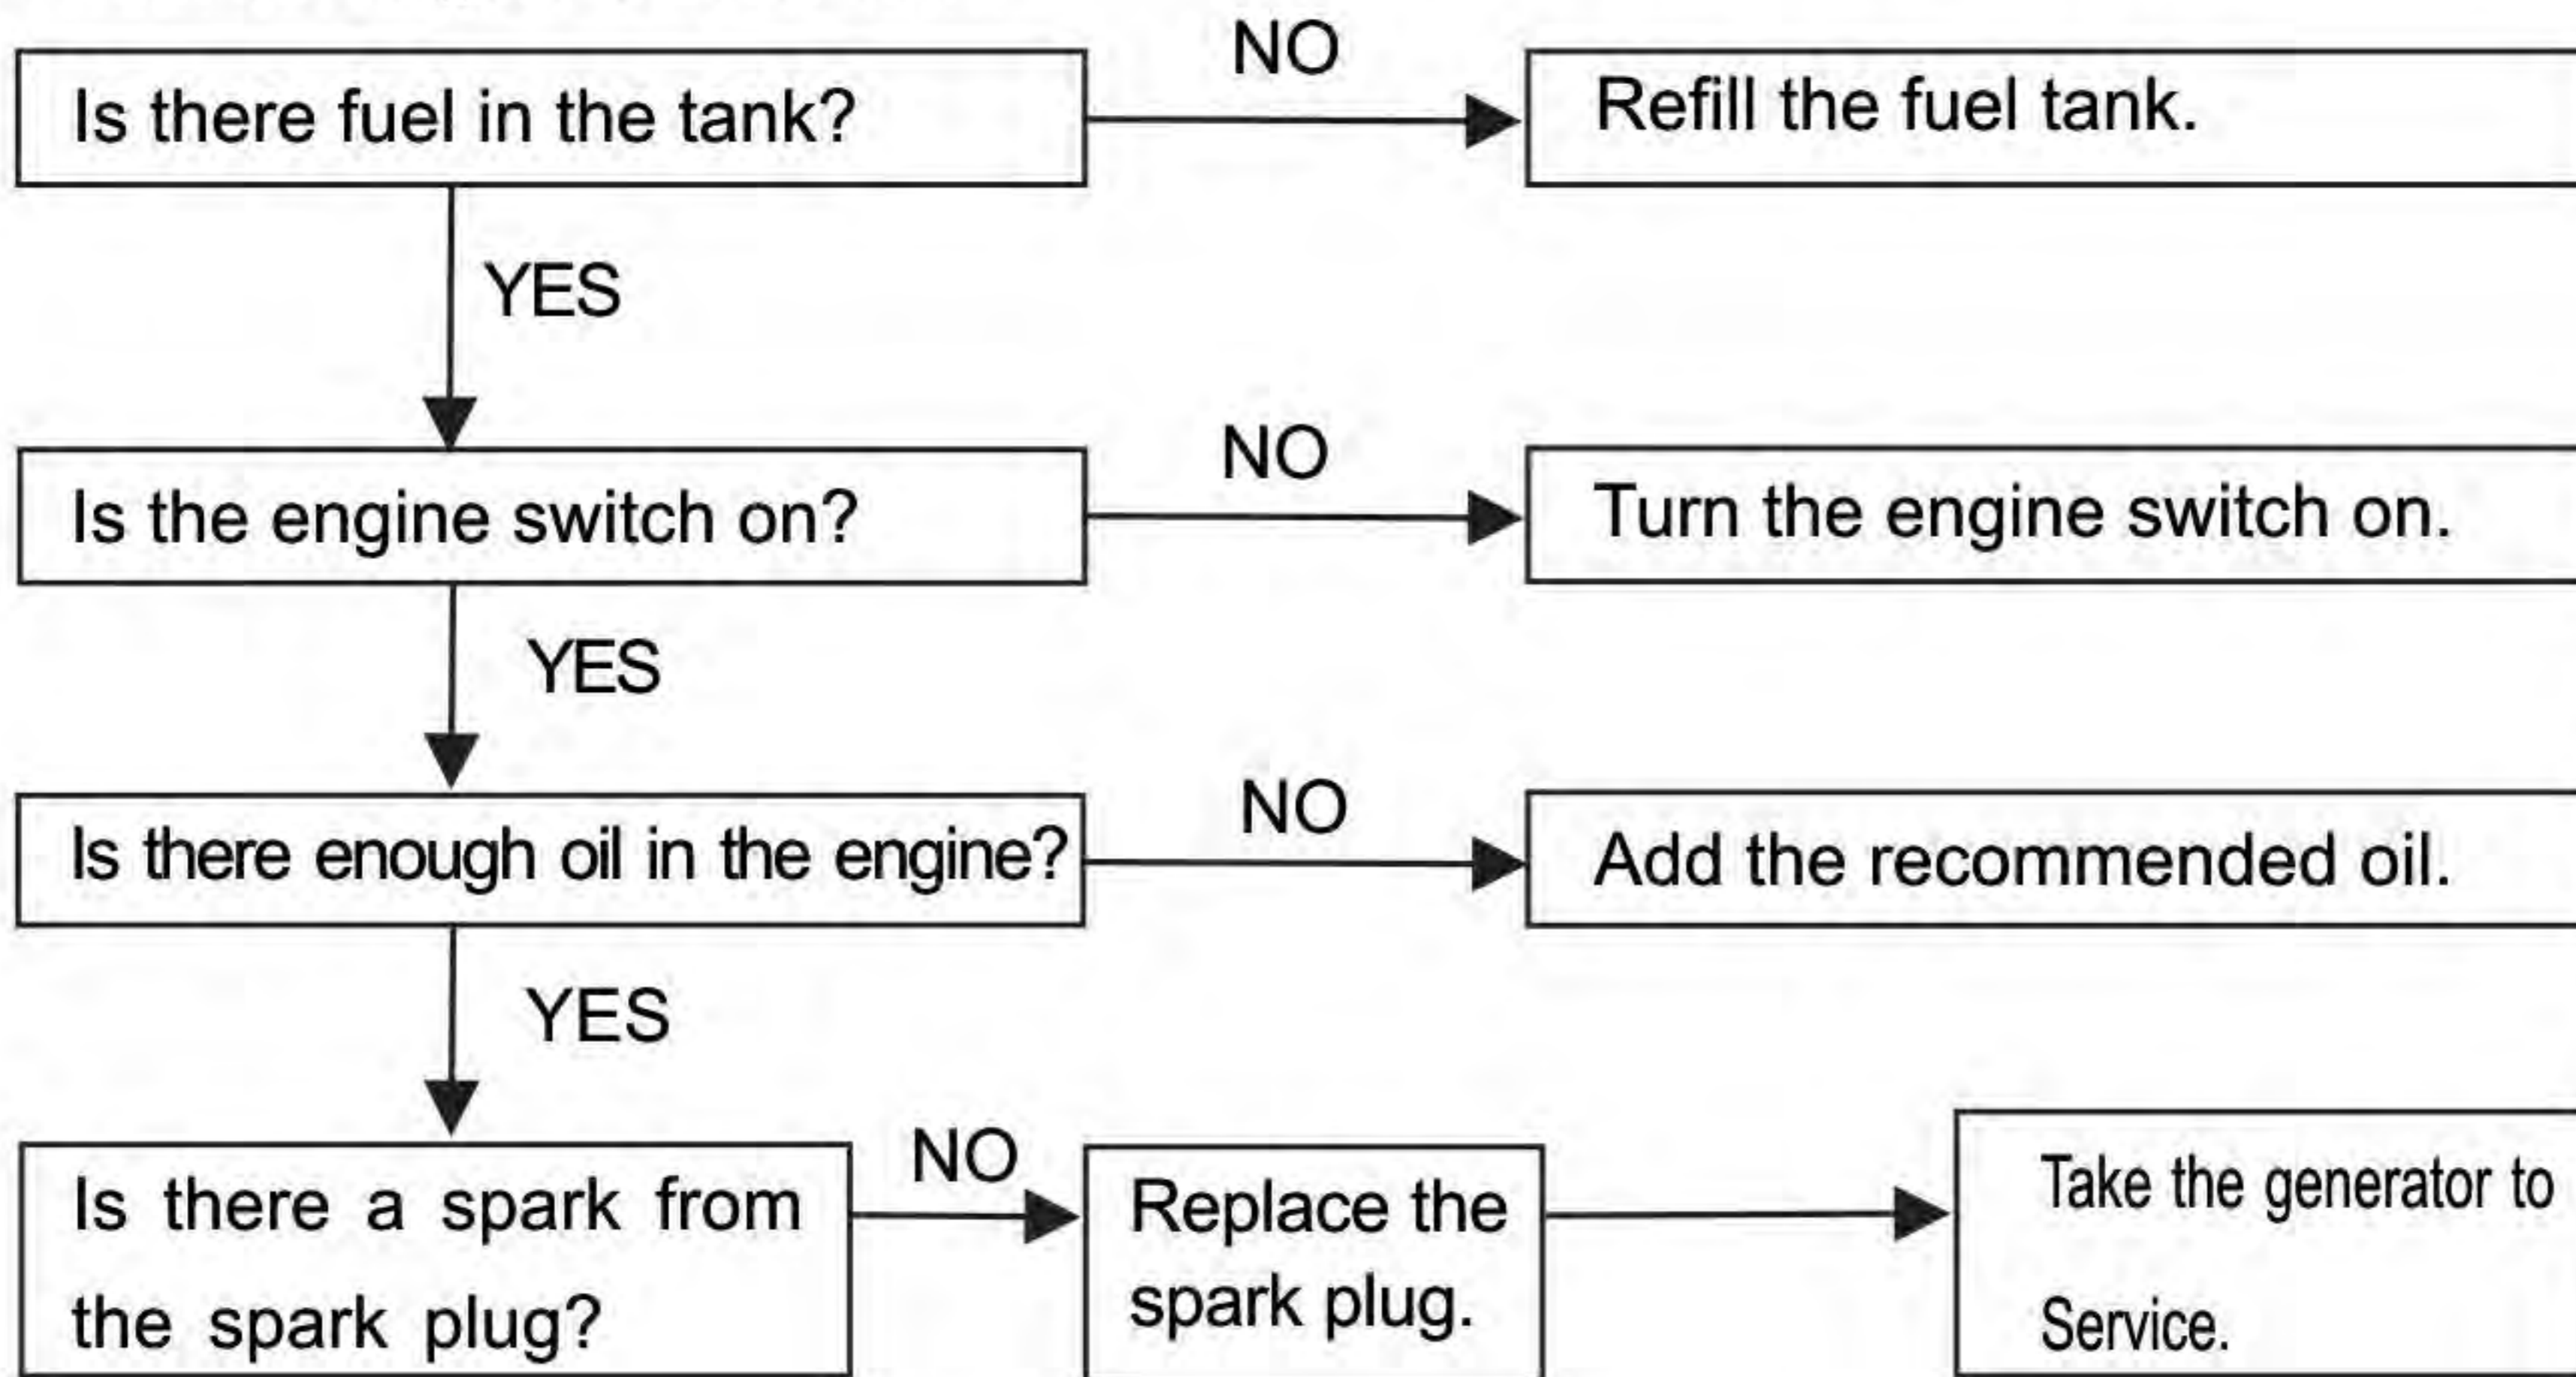 NO
Is there fuel in the tank?
Refill the fuel tank.
YES
NO
Is the engine switch on?
Turn the engine switch on.
YES
NO
Is there enough oil in the engine?
Add the recommended oil.
YES
NO
Is there a spark from
the spark plug?
Replace the
spark plug.
Take the generator to
Service.